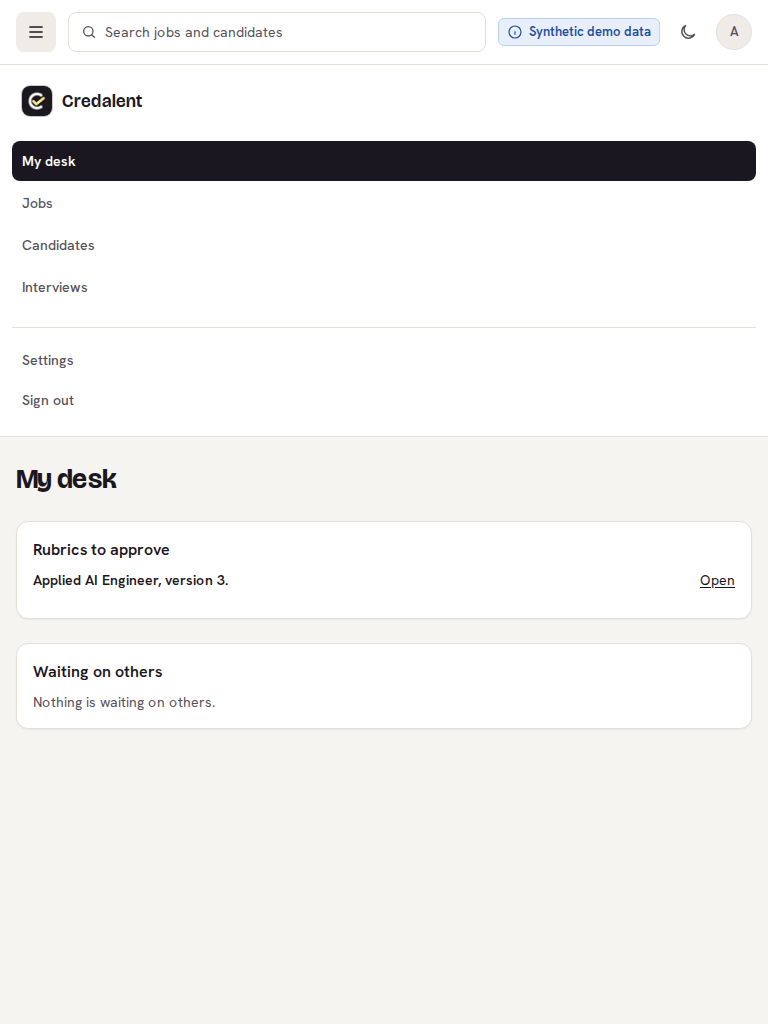 Search jobs and candidates
Synthetic demo data
A
Credalent
My desk
Jobs
Candidates
Interviews
Settings
Sign out
My desk
Rubrics to approve
Applied AI Engineer, version 3.
Open
Waiting on others
Nothing is waiting on others.